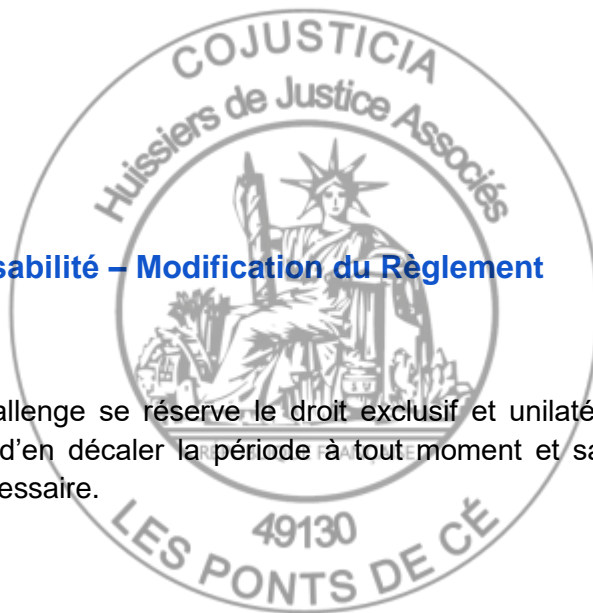 COJUSTICIA
Huissiers de Justice Associés
sabilité – Modification du Règlement
allenge se réserve le droit exclusif et unilaté
d'en décaler la période à tout moment et sa
essaire.
49130
LES PONTS DE CÉ